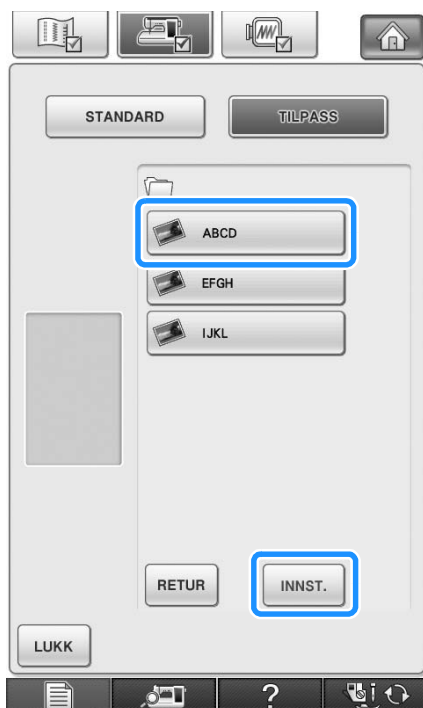 STANDARD TILPASS
ABCD
EFGH
IJKL
RETUR INNST.
LUKK
?